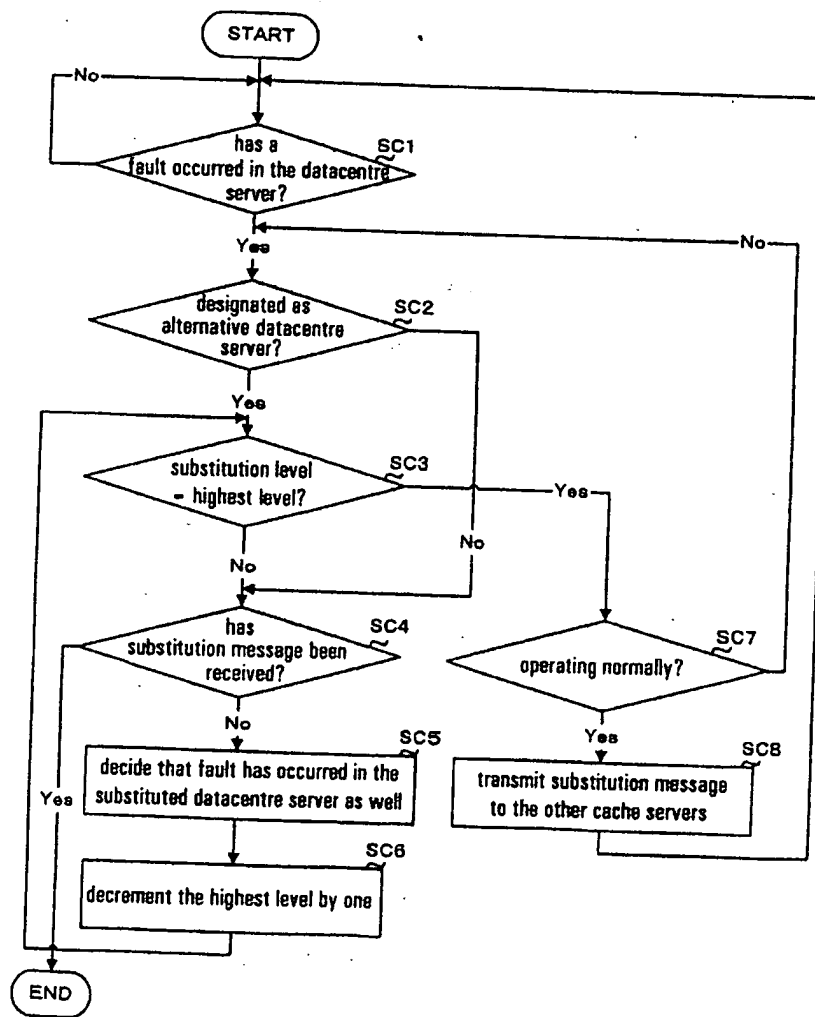 START
No
SC1
has a
fault occurred in the datacentre
server?
Yes
No
SC2
designated as
alternative datacentre
server?
Yes
SC3
substitution level
= highest level?
Yes
No
No
SC4
has
substitution message been
received?
SC7
operating normally?
No
Yes
SC5
decide that fault has occurred in the
substituted datacentre server as well
SC8
transmit substitution message
to the other cache servers
Yes
SC6
decrement the highest level by one
END